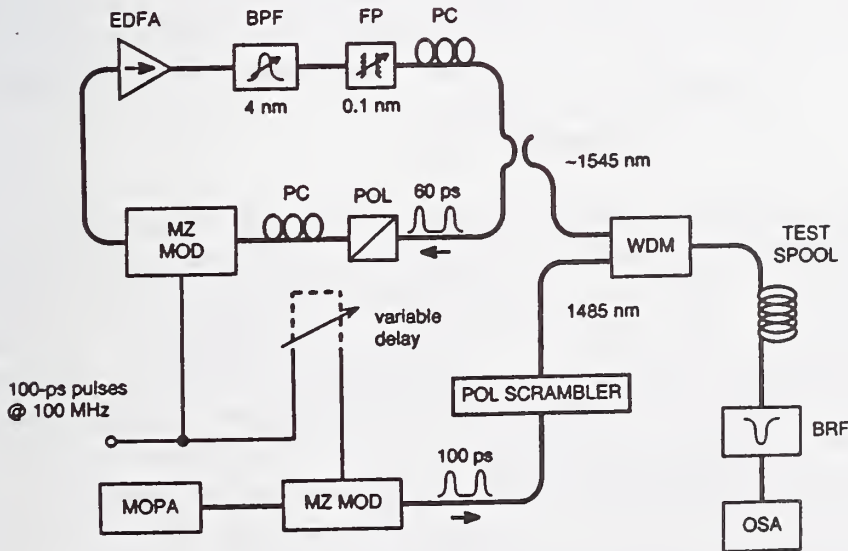 EDFA
BPF
FP
PC
4 nm
0.1 nm
~1545 nm
PC
POL
60 ps
MZ
MOD
WDM
TEST
SPOOL
1485 nm
variable
delay
100-ps pulses
@ 100 MHz
POL SCRAMBLER
BRF
100 ps
MOPA
MZ MOD
OSA